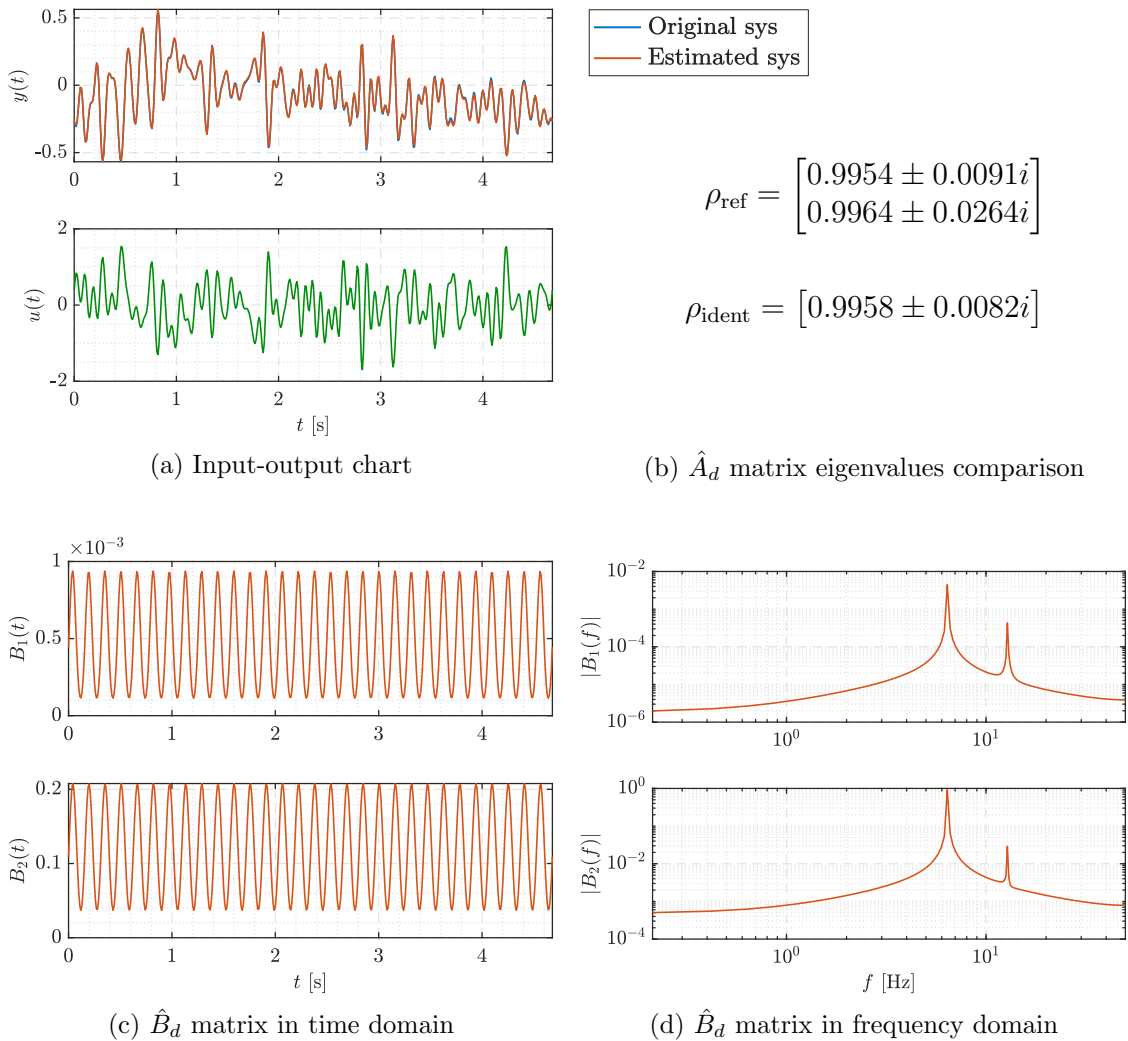 0.5
0
-0.5
y(t)
0 1 2 3 4
2
0
-2
u(t)
0 1 2 3 4
t [s]
(a) Input-output chart
Original sys
Estimated sys
ρref = [0.9954 ± 0.0091i
0.9964 ± 0.0264i]
ρident = [0.9958 ± 0.0082i]
(b) Âd matrix eigenvalues comparison
×10⁻³
1
0.5
0
B₁(t)
0 1 2 3 4
0.2
0.1
0
B₂(t)
0 1 2 3 4
t [s]
(c) B̂d matrix in time domain
10⁻²
10⁻⁴
10⁻⁶
|B₁(f)|
10⁰ 10¹
10⁰
10⁻²
10⁻⁴
|B₂(f)|
10⁰ 10¹
f [Hz]
(d) B̂d matrix in frequency domain